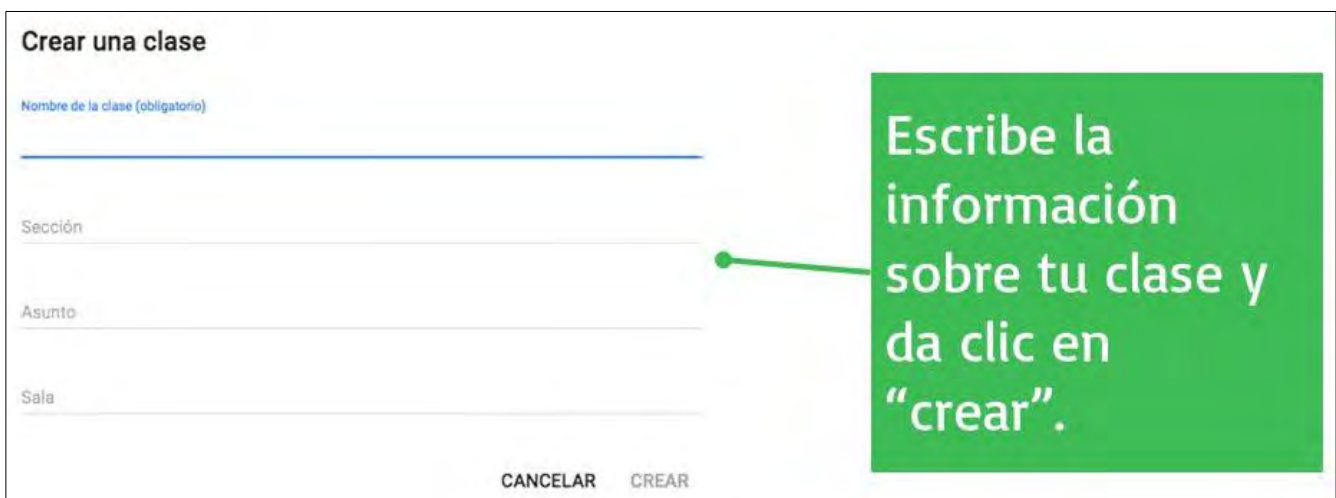 Crear una clase
Nombre de la clase (obligatorio)
Sección
Asunto
Sala
CANCELAR CREAR
Escribe la
información
sobre tu clase y
da clic en
“crear”.